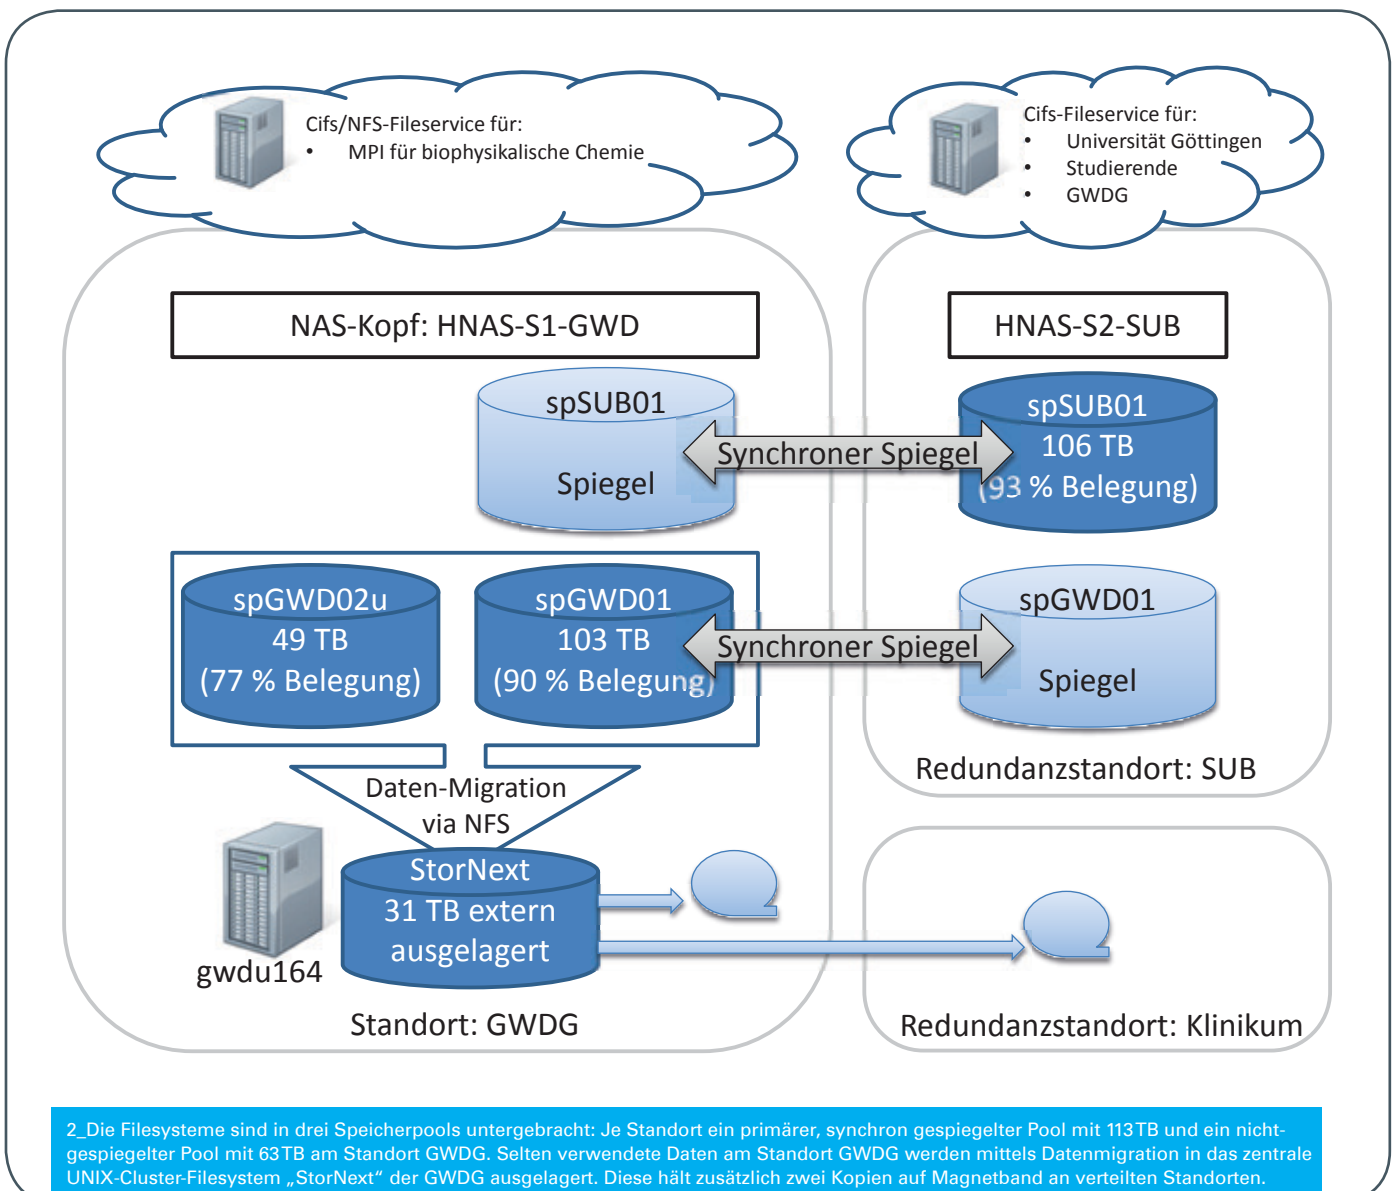 Cifs/NFS-Fileservice für:
• MPI für biophysikalische Chemie
Cifs-Fileservice für:
• Universität Göttingen
• Studierende
• GWDG
NAS-Kopf: HNAS-S1-GWD
HNAS-S2-SUB
spSUB01
Spiegel
Synchroner Spiegel
spSUB01
106 TB
(93 % Belegung)
spGWD02u
49 TB
(77 % Belegung)
spGWD01
103 TB
(90 % Belegung)
Synchroner Spiegel
spGWD01
Spiegel
Redundanzstandort: SUB
Daten-Migration
via NFS
StorNext
31 TB extern
ausgelagert
gwdu164
Standort: GWDG
Redundanzstandort: Klinikum
2_Die Filesysteme sind in drei Speicherpools untergebracht: Je Standort ein primärer, synchron gespiegelter Pool mit 113TB und ein nicht-
gespiegelter Pool mit 63TB am Standort GWDG. Selten verwendete Daten am Standort GWDG werden mittels Datenmigration in das zentrale
UNIX-Cluster-Filesystem „StorNext“ der GWDG ausgelagert. Diese hält zusätzlich zwei Kopien auf Magnetband an verteilten Standorten.